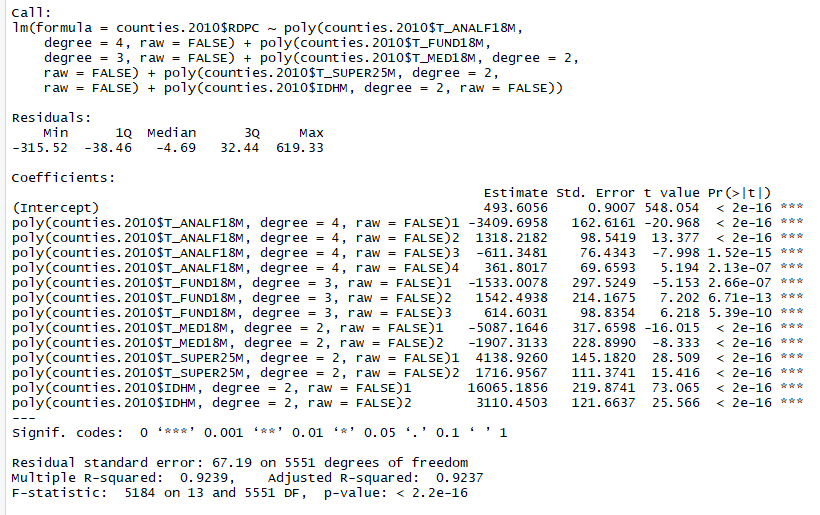 Call:
lm(formula = counties.2010$RDPC ~ poly(counties.2010$T_ANALF18M,
    degree = 4, raw = FALSE) + poly(counties.2010$T_FUND18M,
    degree = 3, raw = FALSE) + poly(counties.2010$T_MED18M, degree = 2,
    raw = FALSE) + poly(counties.2010$T_SUPER25M, degree = 2,
    raw = FALSE) + poly(counties.2010$IDHM, degree = 2, raw = FALSE))

Residuals:
    Min      1Q  Median      3Q     Max
-315.52  -38.46   -4.69   32.44  619.33

Coefficients:
                                                          Estimate Std. Error t value Pr(>|t|)
(Intercept)                                               493.6056     0.9007 548.054  < 2e-16 ***
poly(counties.2010$T_ANALF18M, degree = 4, raw = FALSE)1 -3409.6958   162.6161 -20.968  < 2e-16 ***
poly(counties.2010$T_ANALF18M, degree = 4, raw = FALSE)2  1318.2182    98.5419  13.377  < 2e-16 ***
poly(counties.2010$T_ANALF18M, degree = 4, raw = FALSE)3  -611.3481    76.4343  -7.998 1.52e-15 ***
poly(counties.2010$T_ANALF18M, degree = 4, raw = FALSE)4   361.8017    69.6593   5.194 2.13e-07 ***
poly(counties.2010$T_FUND18M, degree = 3, raw = FALSE)1  -1533.0078   297.5249  -5.153 2.66e-07 ***
poly(counties.2010$T_FUND18M, degree = 3, raw = FALSE)2   1542.4938   214.1675   7.202 6.71e-13 ***
poly(counties.2010$T_FUND18M, degree = 3, raw = FALSE)3    614.6031    98.8354   6.218 5.39e-10 ***
poly(counties.2010$T_MED18M, degree = 2, raw = FALSE)1   -5087.1646   317.6598 -16.015  < 2e-16 ***
poly(counties.2010$T_MED18M, degree = 2, raw = FALSE)2   -1907.3133   228.8990  -8.333  < 2e-16 ***
poly(counties.2010$T_SUPER25M, degree = 2, raw = FALSE)1  4138.9260   145.1820  28.509  < 2e-16 ***
poly(counties.2010$T_SUPER25M, degree = 2, raw = FALSE)2  1716.9567   111.3741  15.416  < 2e-16 ***
poly(counties.2010$IDHM, degree = 2, raw = FALSE)1       16065.1856   219.8741  73.065  < 2e-16 ***
poly(counties.2010$IDHM, degree = 2, raw = FALSE)2        3110.4503   121.6637  25.566  < 2e-16 ***
---
Signif. codes:  0 ‘***’ 0.001 ‘**’ 0.01 ‘*’ 0.05 ‘.’ 0.1 ‘ ’ 1

Residual standard error: 67.19 on 5551 degrees of freedom
Multiple R-squared:  0.9239,	Adjusted R-squared:  0.9237
F-statistic:  5184 on 13 and 5551 DF,  p-value: < 2.2e-16